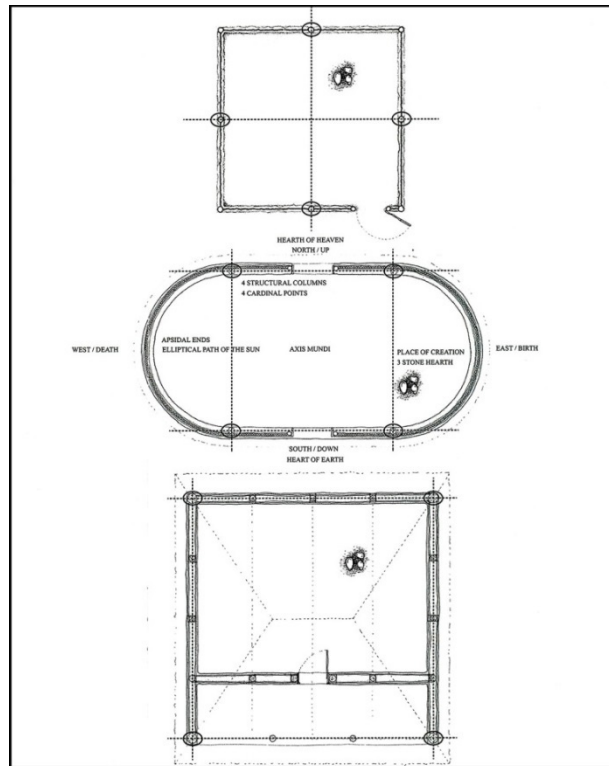 HEARTH OF HEAVEN
NORTH / UP
4 STRUCTURAL COLUMNS
4 CARDINAL POINTS
APSIDAL ENDS
ELLIPTICAL PATH OF THE SUN
WEST / DEATH
AXIS MUNDI
PLACE OF CREATION
3 STONE HEARTH
EAST / BIRTH
SOUTH / DOWN
HEART OF EARTH